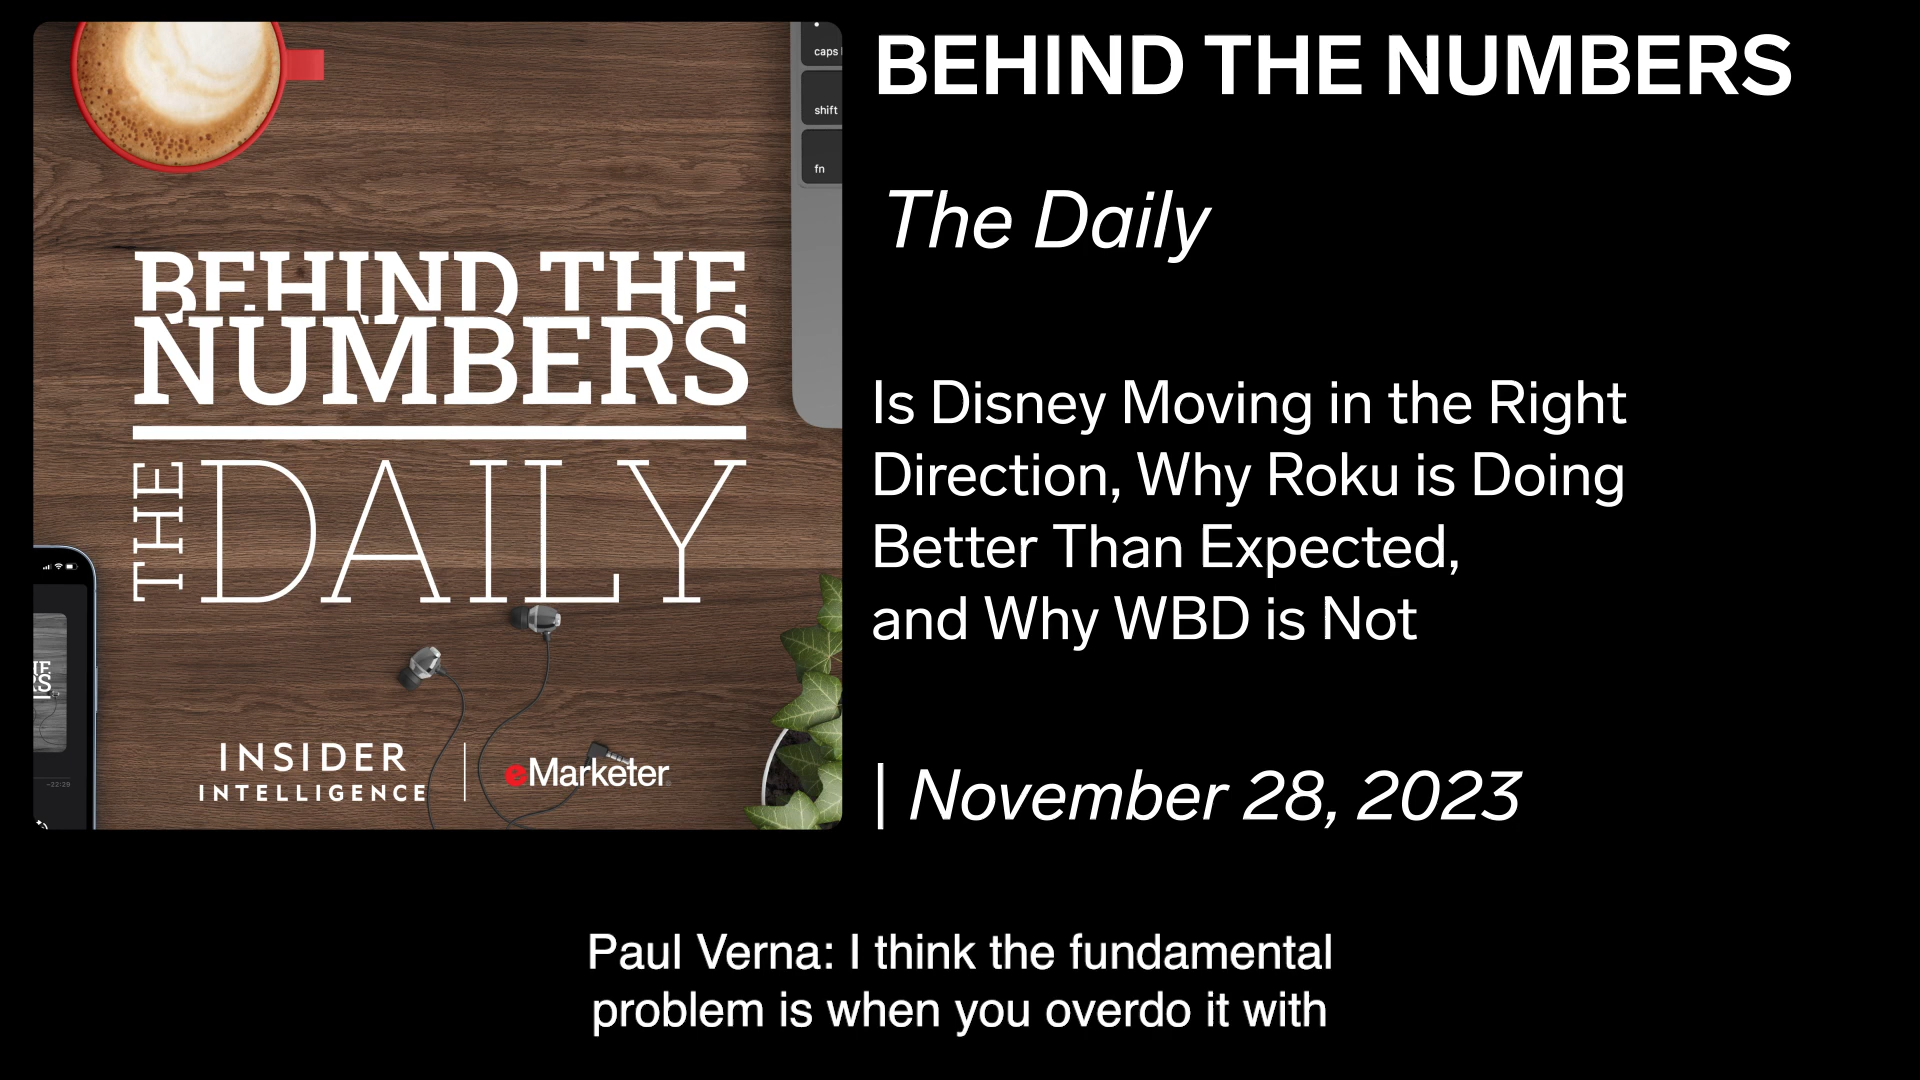 caps
shift
fn
BEHIND THE
NUMBERS
THE
DAILY
INSIDER
INTELLIGENCE
eMarketer
-22:29
BEHIND THE NUMBERS
The Daily
Is Disney Moving in the Right
Direction, Why Roku is Doing
Better Than Expected,
and Why WBD is Not
| November 28, 2023
Paul Verna: I think the fundamental
problem is when you overdo it with